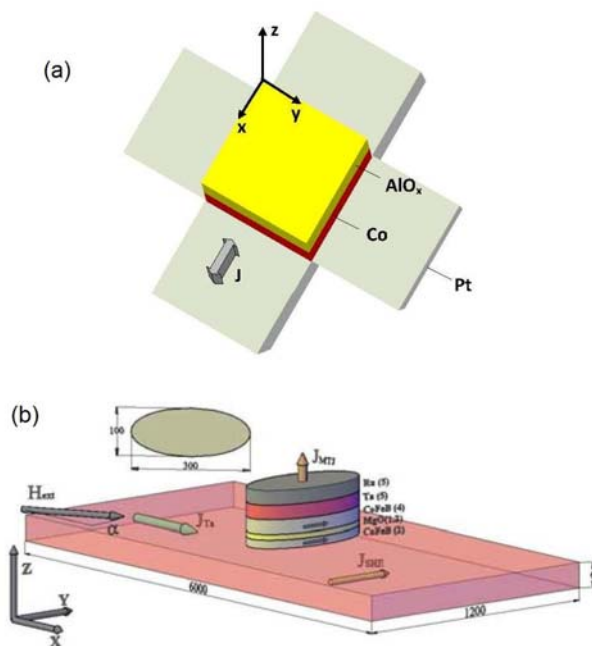 (a)
z
x
y
AlOx
Co
J
Pt
(b)
100
300
JMTJ
Ru (5)
Ta (5)
CoFeB (4)
MgO(1.2)
CoFeB (2)
Hext
α
JTa
JSHE
Z
Y
X
6000
1200